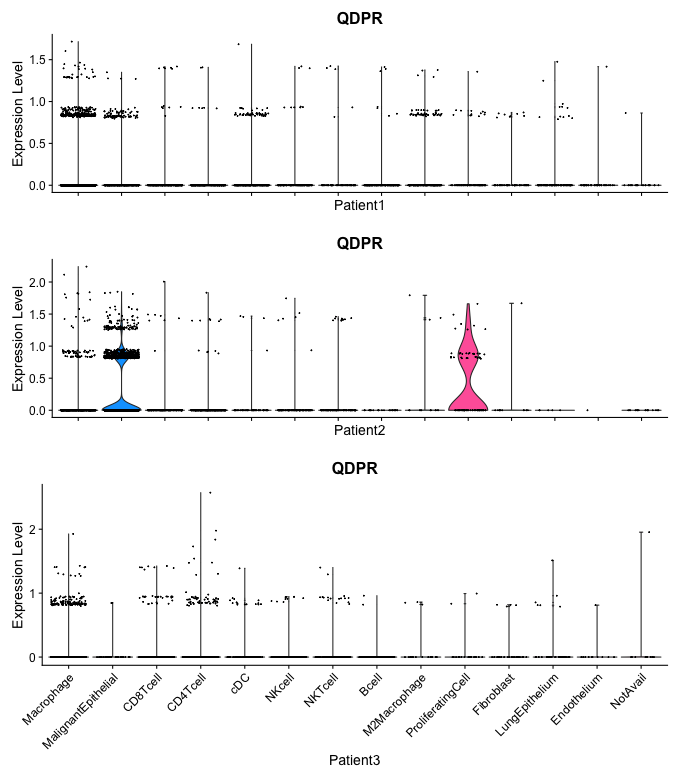 QDPR
Expression Level
1.5
1.0
0.5
0.0
Patient1
QDPR
Expression Level
2.0
1.5
1.0
0.5
0.0
Patient2
QDPR
Expression Level
2
1
0
Macrophage
MalignantEpithelial
CD8Tcell
CD4Tcell
cDC
NKcell
NKTcell
Bcell
M2Macrophage
ProliferatingCell
Fibroblast
LungEpithelium
Endothelium
NotAvail
Patient3